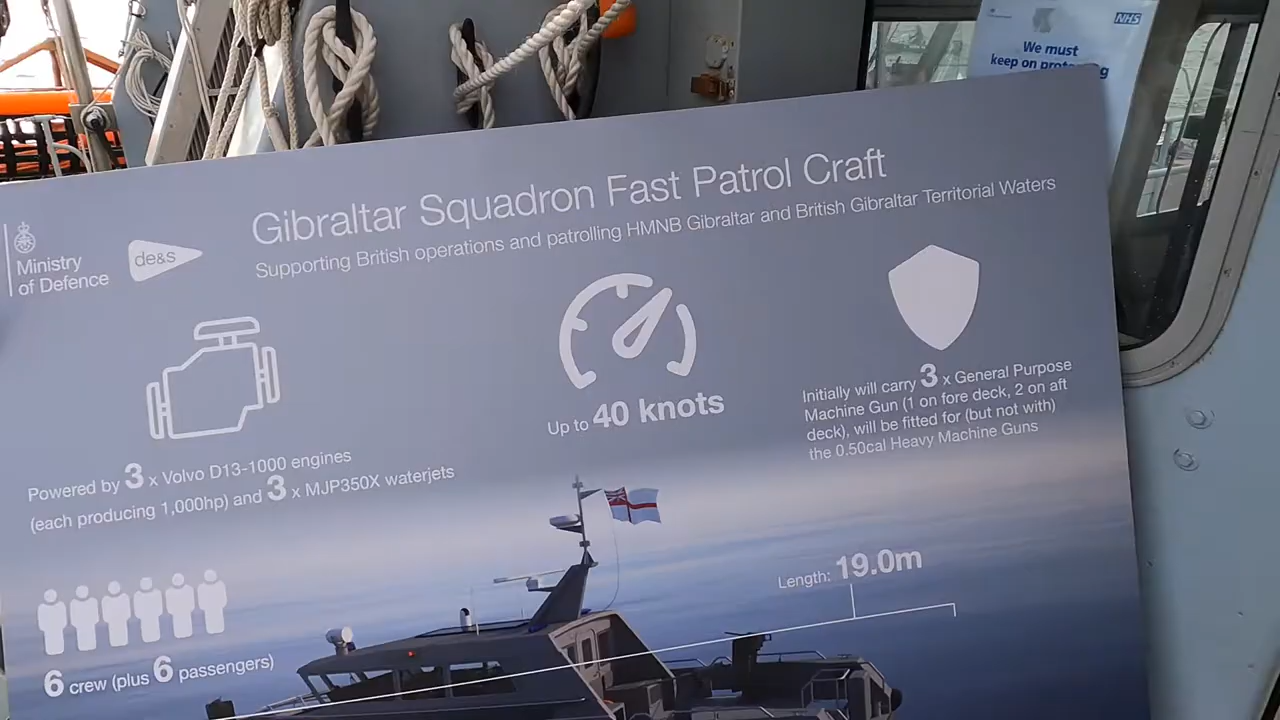 NHS
We must
keep on
Gibraltar Squadron Fast Patrol Craft
Supporting British operations and patrolling HMNB Gibraltar and British Gibraltar Territorial Waters
Ministry
of Defence
de&s
Powered by 3 x Volvo D13-1000 engines
(each producing 1,000hp) and 3 x MJP350X waterjets
Up to 40 knots
Initially will carry 3 x General Purpose
Machine Gun (1 on fore deck, 2 on aft
deck), will be fitted for (but not with)
the 0.50cal Heavy Machine Guns
6 crew (plus 6 passengers)
Length: 19.0m